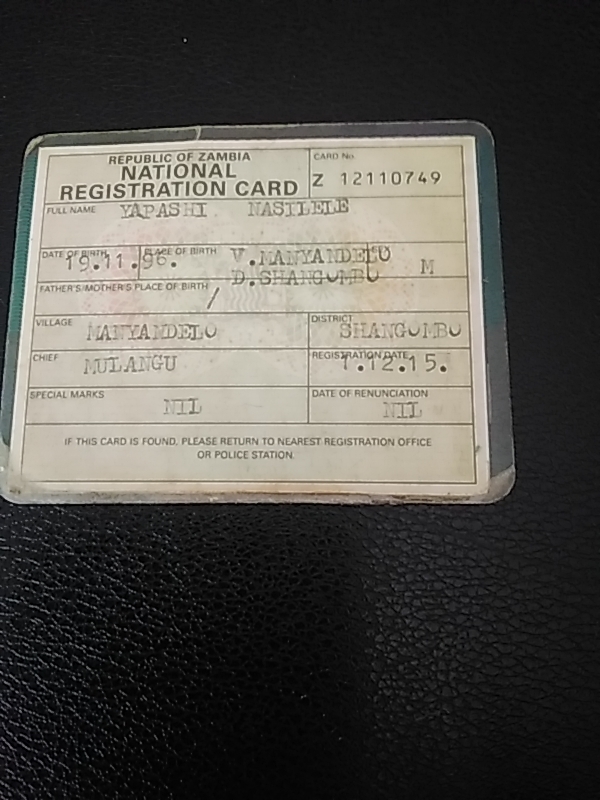 REPUBLIC OF ZAMBIA
NATIONAL
REGISTRATION CARD
CARD No.
Z 12110749
FULL NAME YAPASHI NASILELE
DATE OF BIRTH 19.11.96.
PLACE OF BIRTH V.MANYANDELO
D.SHANGOMBO M
FATHER'S/MOTHER'S PLACE OF BIRTH /
VILLAGE MANYANDELO
DISTRICT SHANGOMBO
CHIEF MULANGU
REGISTRATION DATE 1.12.15.
SPECIAL MARKS NIL
DATE OF RENUNCIATION NIL
IF THIS CARD IS FOUND, PLEASE RETURN TO NEAREST REGISTRATION OFFICE
OR POLICE STATION.